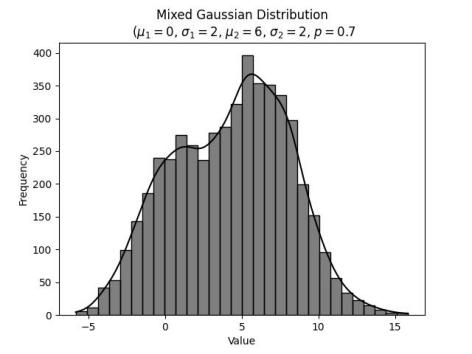 Mixed Gaussian Distribution
(μ₁ = 0, σ₁ = 2, μ₂ = 6, σ₂ = 2, p = 0.7
400
350
300
250
200
150
100
50
0
Frequency
−5 0 5 10 15
Value